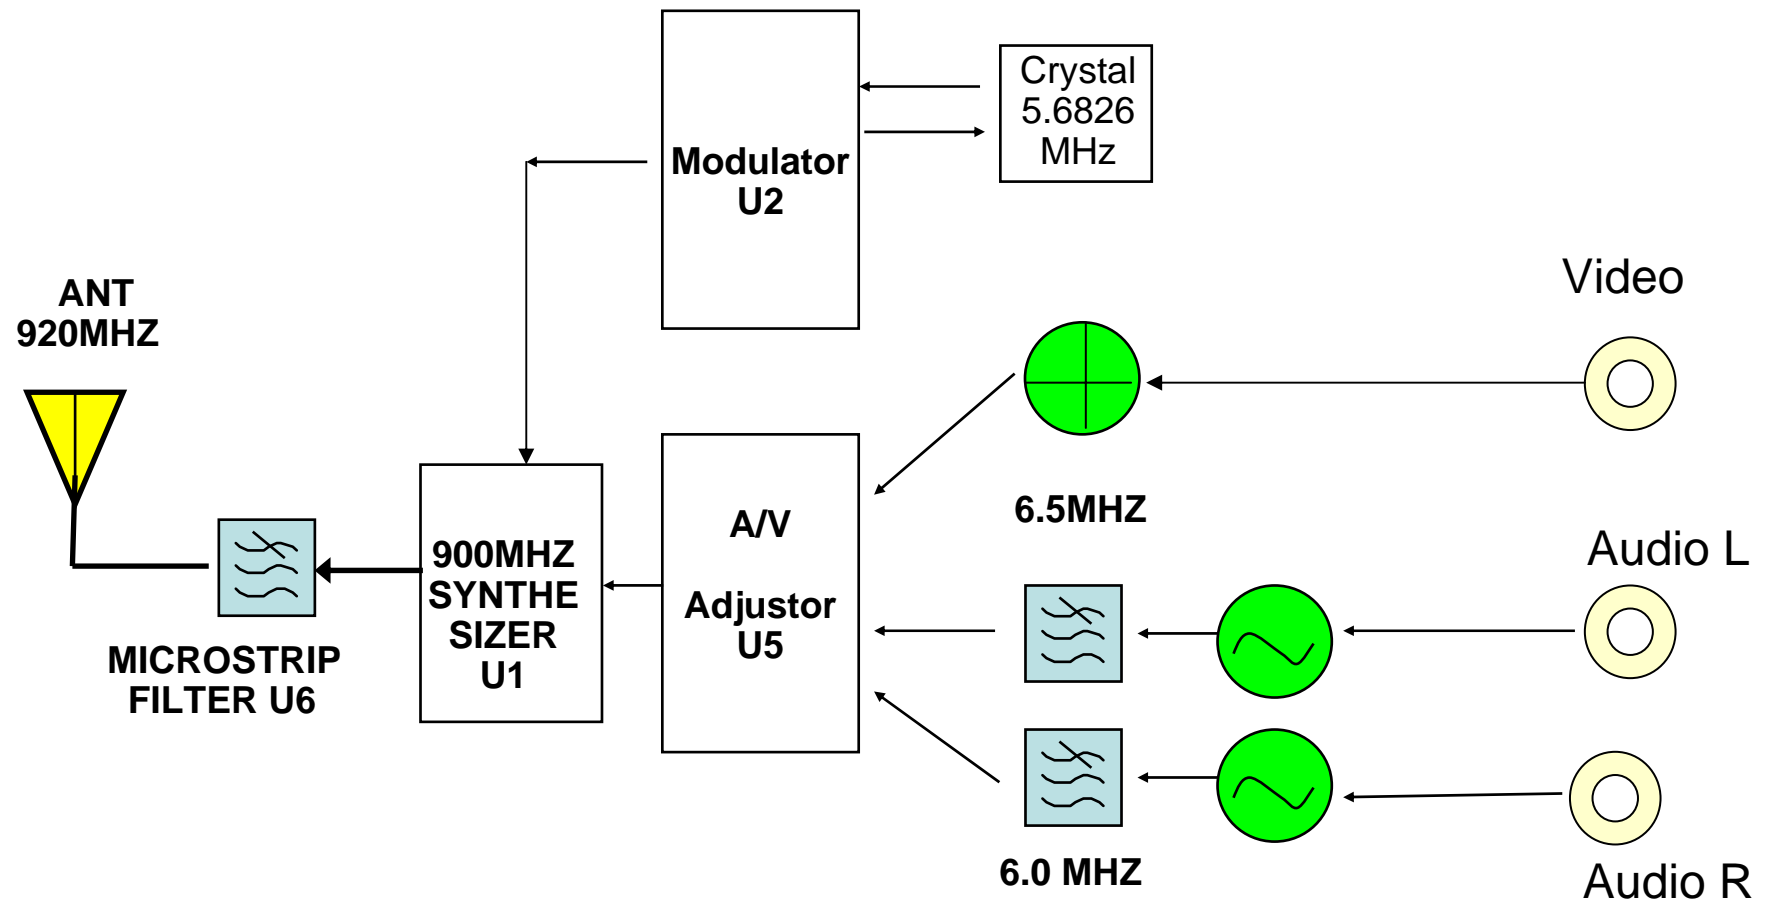 Crystal
5.6826
MHz
Modulator
U2
Video
ANT
920MHZ
6.5MHZ
A/V
Adjustor
U5
Audio L
900MHZ
SYNTHE
SIZER
U1
MICROSTRIP
FILTER U6
6.0 MHZ
Audio R